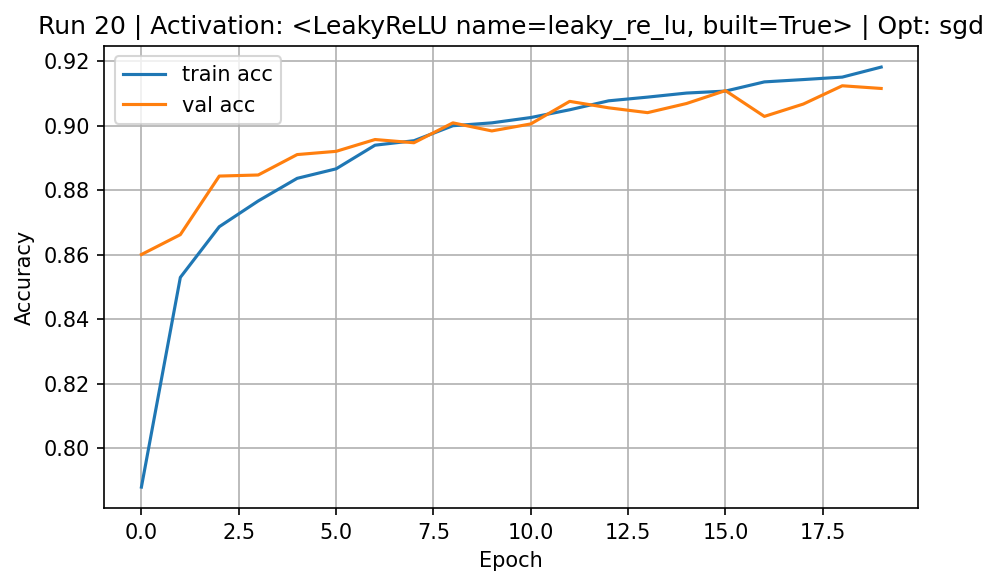 Run 20 | Activation: <LeakyReLU name=leaky_re_lu, built=True> | Opt: sgd
train acc
val acc
0.92
0.90
0.88
0.86
0.84
0.82
0.80
Accuracy
0.0 2.5 5.0 7.5 10.0 12.5 15.0 17.5
Epoch